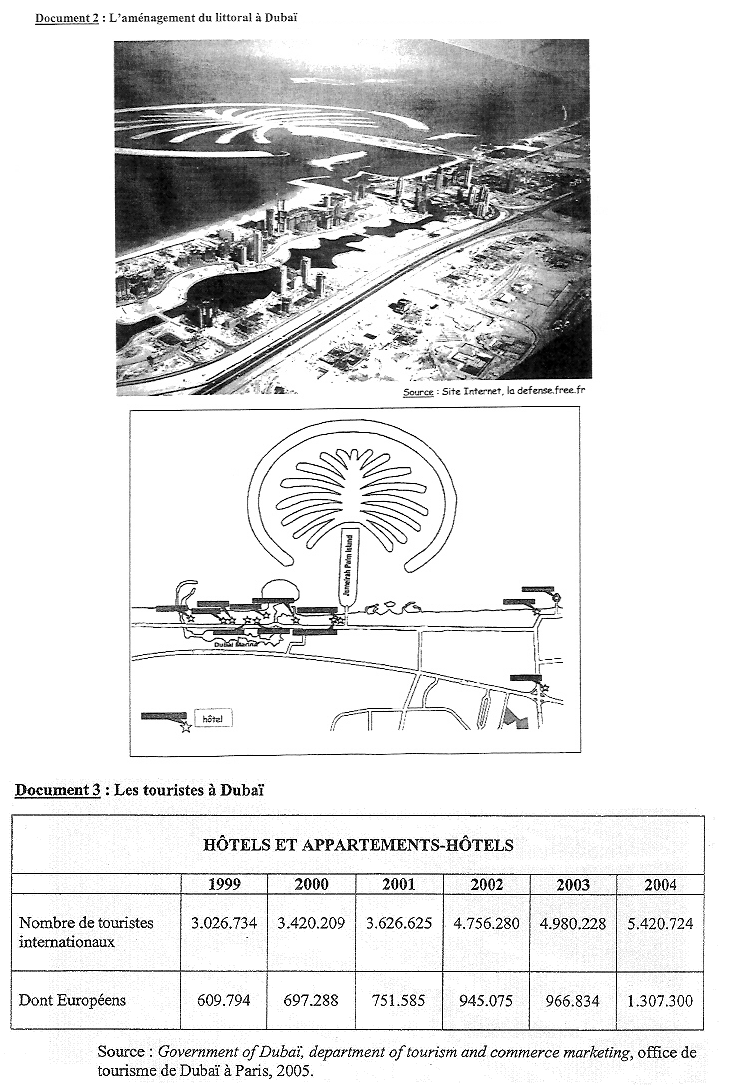 Document 2 : L'aménagement du littoral à Dubaï
Source : Site Internet, la defense.free.fr
Jumeirah Palm Island
Dubai Marina
hôtel
Document 3 : Les touristes à Dubaï
HÔTELS ET APPARTEMENTS-HÔTELS
1999 2000 2001 2002 2003 2004
Nombre de touristes internationaux 3.026.734 3.420.209 3.626.625 4.756.280 4.980.228 5.420.724
Dont Européens 609.794 697.288 751.585 945.075 966.834 1.307.300
Source : Government of Dubaï, department of tourism and commerce marketing, office de
tourisme de Dubaï à Paris, 2005.